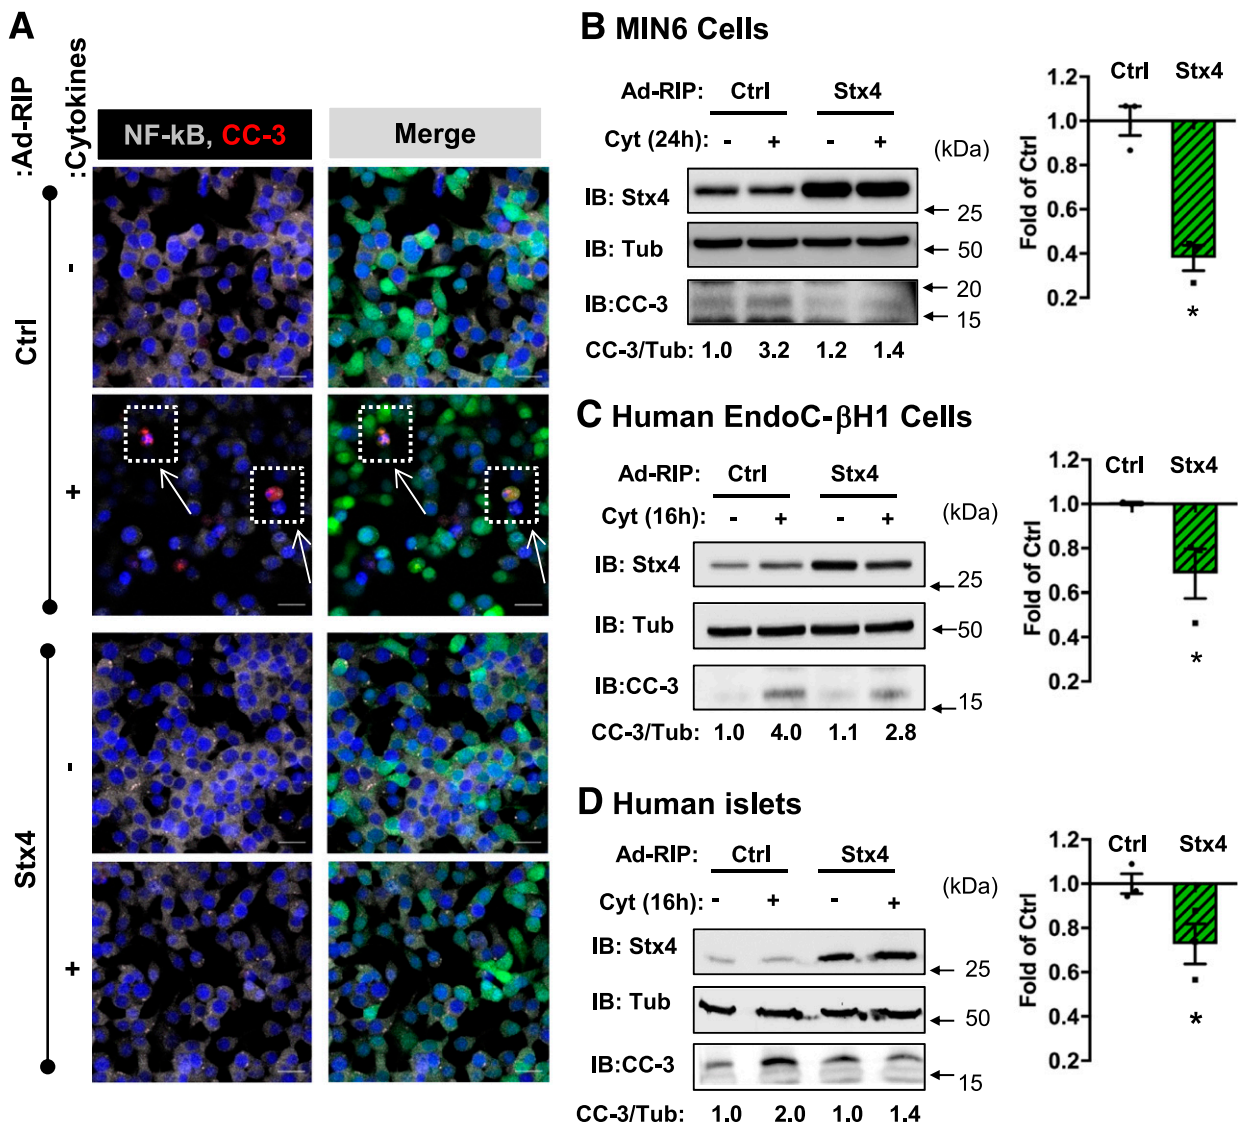 A
:Ad-RIP
:Cytokines
NF-kB, CC-3
Merge
Ctrl
-
+
Stx4
-
+
B MIN6 Cells
Ad-RIP: Ctrl Stx4
Cyt (24h): - + - + (kDa)
IB: Stx4 25
IB: Tub 50
IB:CC-3 20
15
CC-3/Tub: 1.0 3.2 1.2 1.4
Ctrl Stx4
Fold of Ctrl
1.2
1.0
0.8
0.6
0.4
0.2
*
C Human EndoC-βH1 Cells
Ad-RIP: Ctrl Stx4
Cyt (16h): - + - + (kDa)
IB: Stx4 25
IB: Tub 50
IB:CC-3 15
CC-3/Tub: 1.0 4.0 1.1 2.8
Ctrl Stx4
Fold of Ctrl
1.2
1.0
0.8
0.6
0.4
0.2
*
D Human islets
Ad-RIP: Ctrl Stx4
Cyt (16h): - + - + (kDa)
IB: Stx4 25
IB: Tub 50
IB:CC-3 15
CC-3/Tub: 1.0 2.0 1.0 1.4
Ctrl Stx4
Fold of Ctrl
1.2
1.0
0.8
0.6
0.4
0.2
*